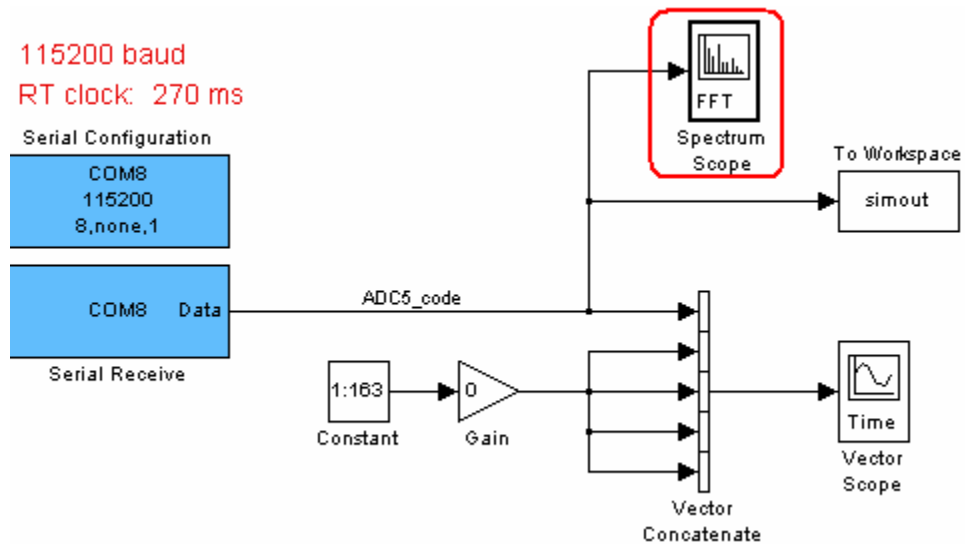 115200 baud
RT clock:  270 ms
Serial Configuration
COM8
115200
8,none,1
COM8
Data
Serial Receive
ADC5_code
FFT
Spectrum
Scope
To Workspace
simout
1:163
Constant
0
Gain
Vector
Concatenate
Time
Vector
Scope